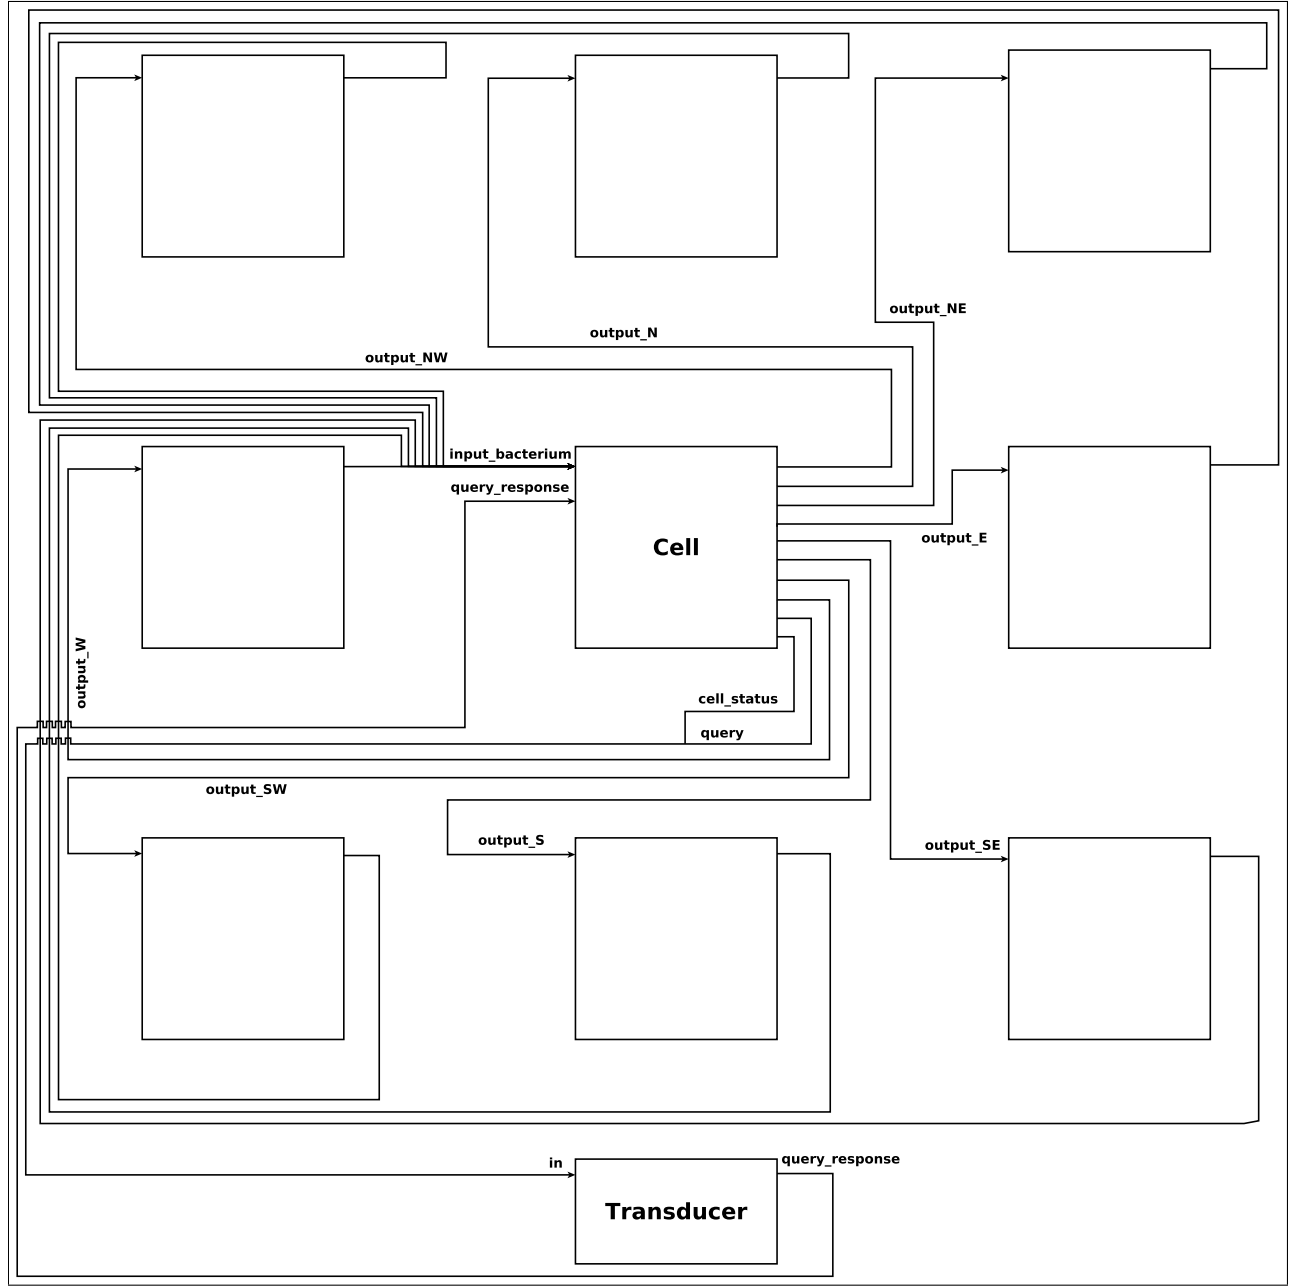 output_NE
output_N
output_NW
input_bacterium
query_response
Cell
output_E
output_W
cell_status
query
output_SW
output_S
output_SE
in
query_response
Transducer